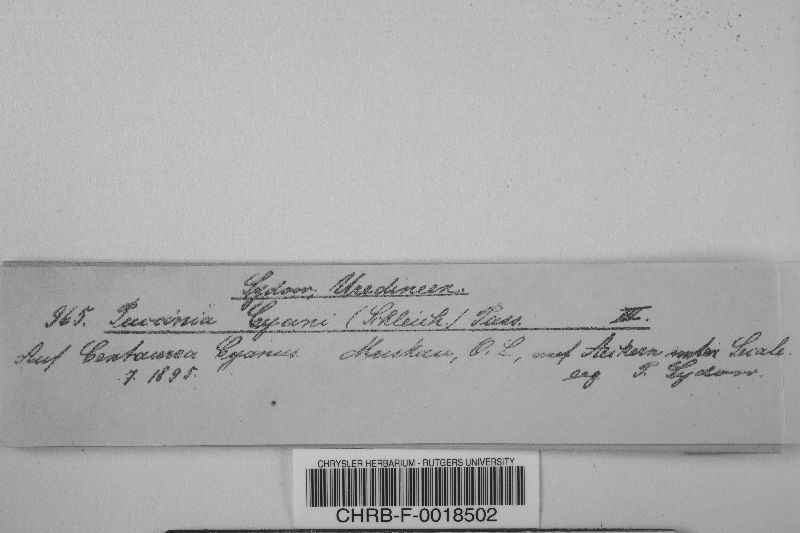 Sydow, Uredineen.
965. Puccinia Cyani (Schleich.) Pass. III.
Auf Centaurea Cyanus. Muskau, O. L., auf Aeckern unter Secale.
7. 1895. leg. P. Sydow.
CHRYSLER HERBARIUM - RUTGERS UNIVERSITY
CHRB-F-0018502